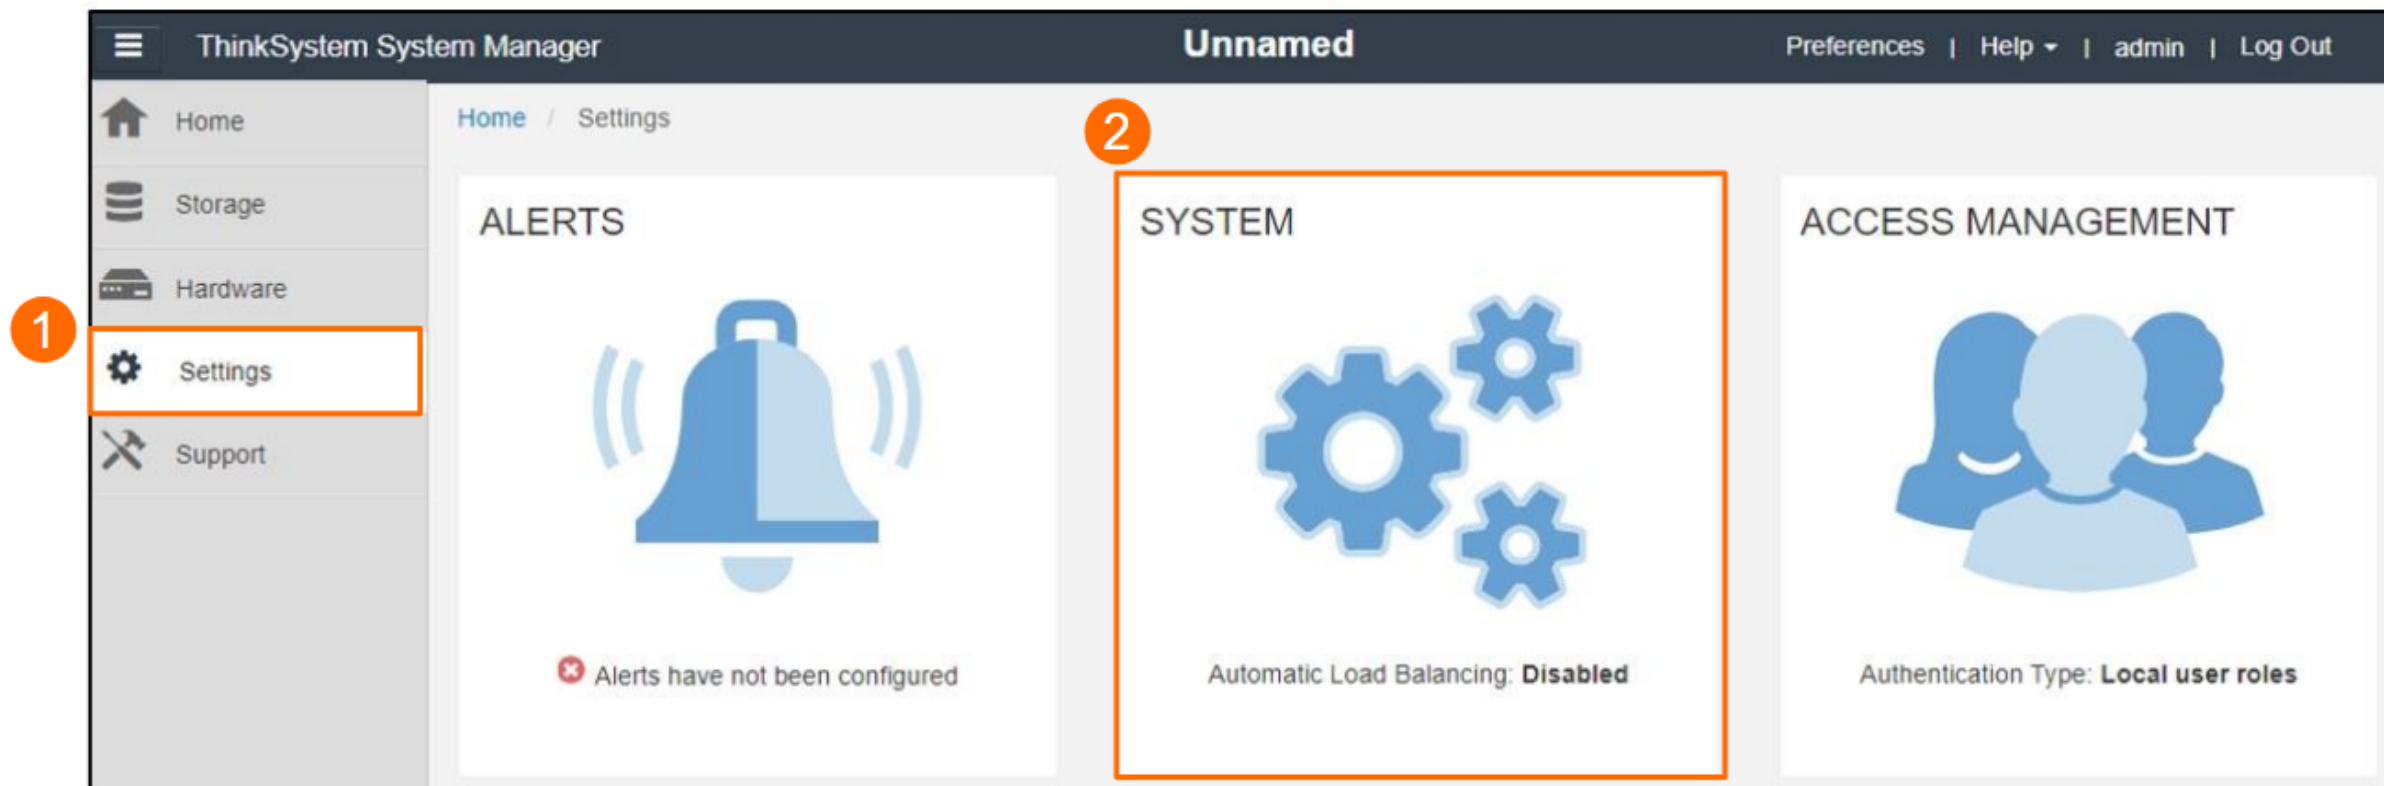 ThinkSystem System Manager
Unnamed
Preferences | Help | admin | Log Out
Home
Storage
Hardware
1
Settings
Support
Home / Settings
2
ALERTS
Alerts have not been configured
SYSTEM
Automatic Load Balancing: Disabled
ACCESS MANAGEMENT
Authentication Type: Local user roles